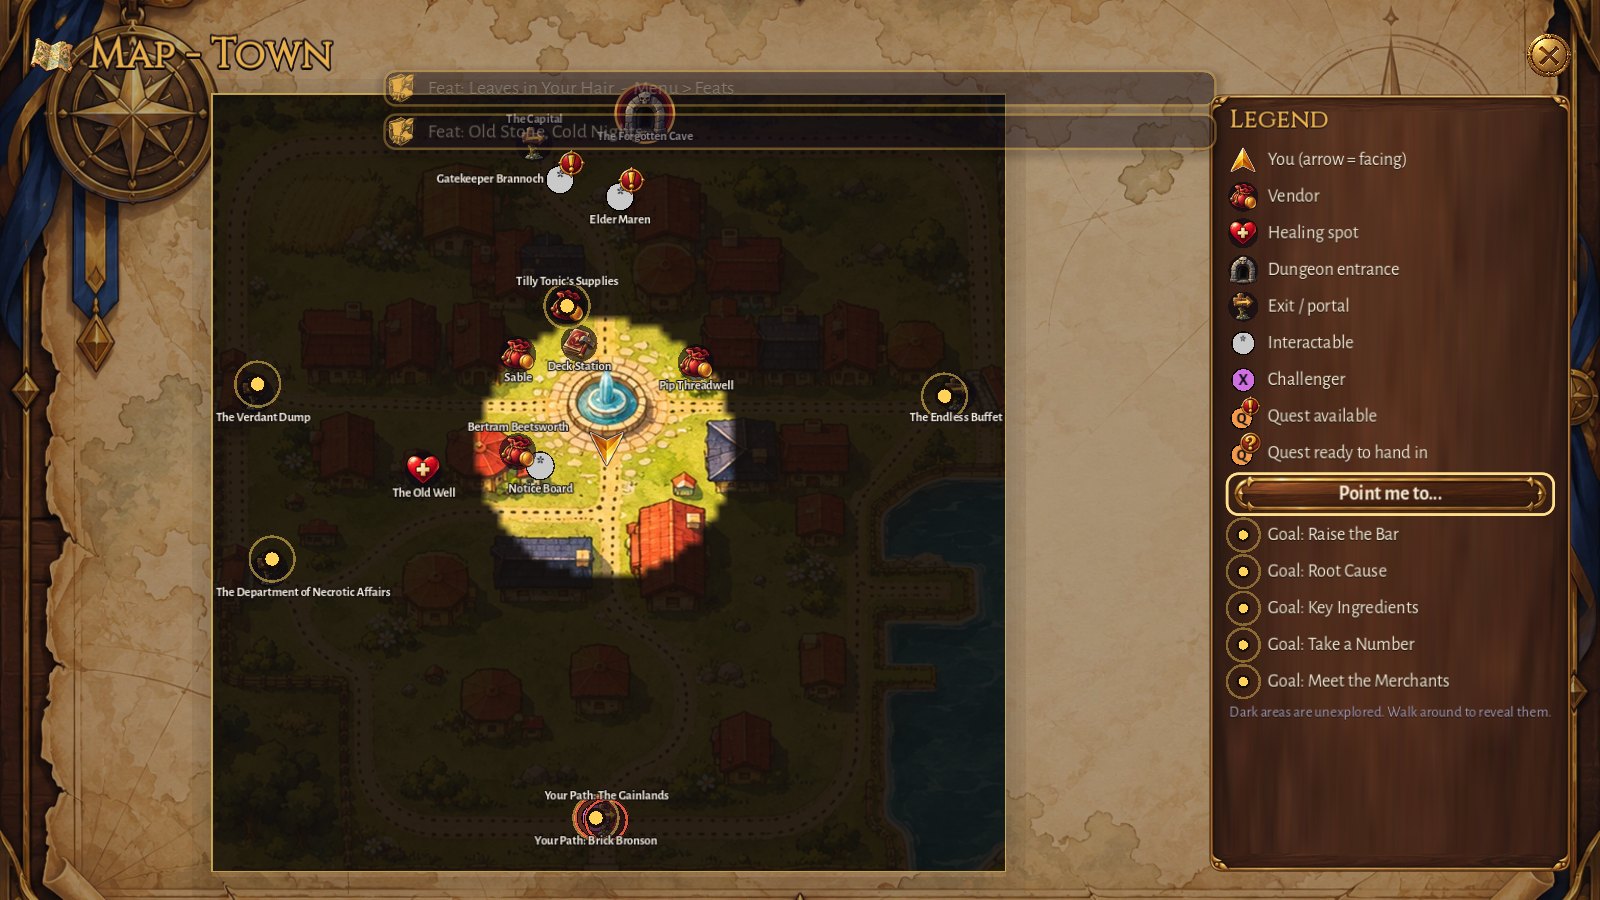 Map - Town
Feat: Leaves in Your Hair - Menu > Feats
Feat: Old Stone, Cold
The Capital
The Forgotten Cave
Gatekeeper Brannoch
Elder Maren
Tilly Tonic's Supplies
Sable
Deck Station
Pip Threadwell
The Verdant Dump
The Endless Buffet
Bertram Beetsworth
Notice Board
The Old Well
The Department of Necrotic Affairs
Your Path: The Gainlands
Your Path: Brick Bronson
Legend
You (arrow = facing)
Vendor
Healing spot
Dungeon entrance
Exit / portal
Interactable
X
Challenger
Q
Quest available
Q
Quest ready to hand in
Point me to...
Goal: Raise the Bar
Goal: Root Cause
Goal: Key Ingredients
Goal: Take a Number
Goal: Meet the Merchants
Dark areas are unexplored. Walk around to reveal them.